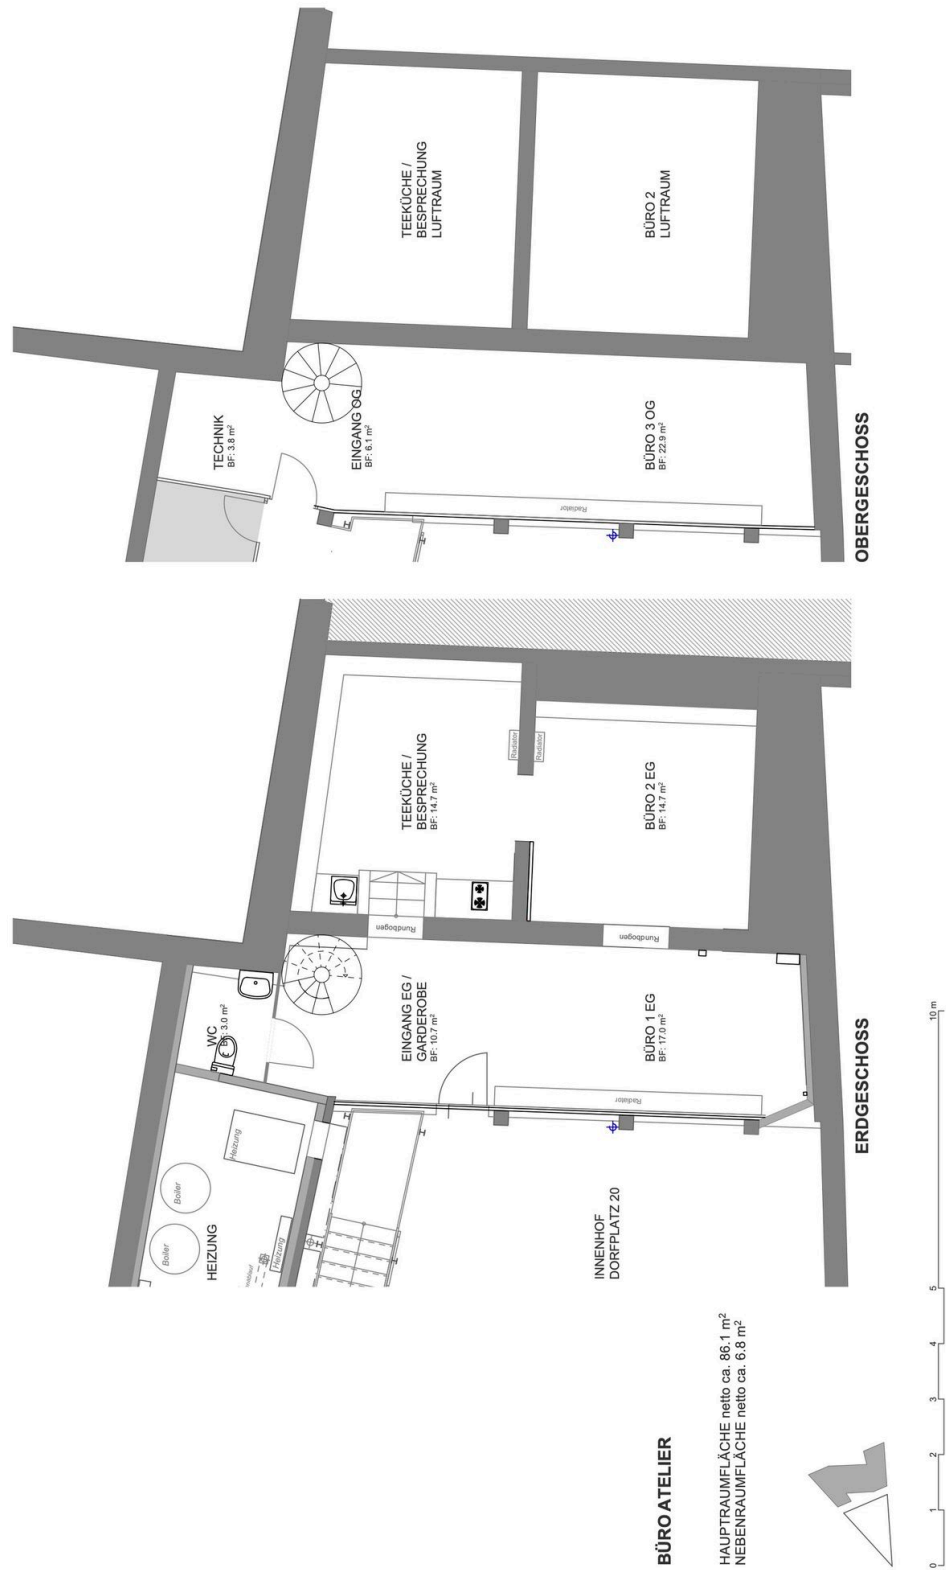 BÜRO ATELIER
HAUPTRAUMFLÄCHE netto ca. 86.1 m²
NEBENRAUMFLÄCHE netto ca. 6.8 m²
0
1
2
3
4
5
10 m
ERDGESCHOSS
HEIZUNG
Boiler
Boiler
Heizung
Heizung
WC
BF: 3.0 m²
EINGANG EG/
GARDEROBE
BF: 10.7 m²
Rundbogen
TEEKÜCHE /
BESPRECHUNG
BF: 14.7 m²
Radiator
Radiator
INNENHOF
DORFPLATZ 20
Radiator
BÜRO 1 EG
BF: 17.0 m²
Rundbogen
BÜRO 2 EG
BF: 14.7 m²
OBERGESCHOSS
TECHNIK
BF: 3.8 m²
EINGANG OG
BF: 6.1 m²
TEEKÜCHE /
BESPRECHUNG
LUFTRAUM
Radiator
BÜRO 3 OG
BF: 22.9 m²
BÜRO 2
LUFTRAUM